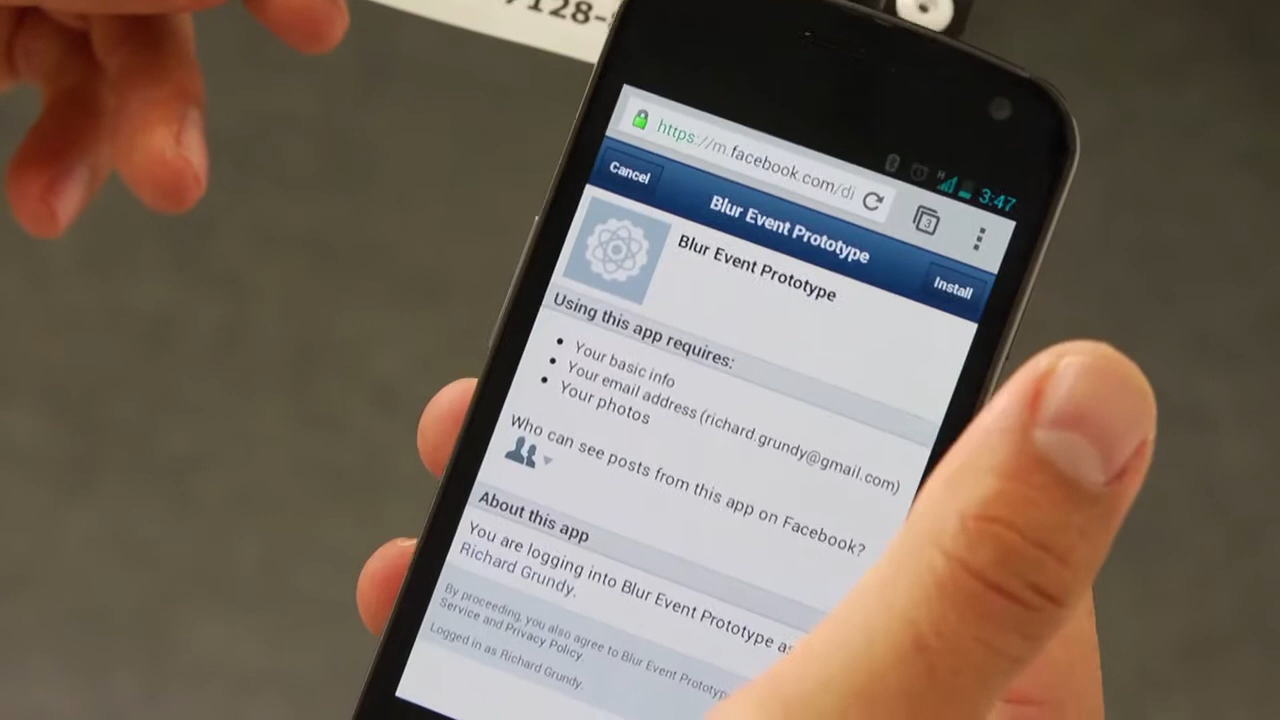 7128-
https://m.facebook.com/di
3
H
3:47
Cancel
Blur Event Prototype
Install
Blur Event Prototype
Using this app requires:
• Your basic info
• Your email address (richard.grundy@gmail.com)
• Your photos
Who can see posts from this app on Facebook?
About this app
You are logging into Blur Event Prototype as
Richard Grundy.
By proceeding, you also agree to Blur Event Prototyp
Service and Privacy Policy.
Logged in as Richard Grundy.